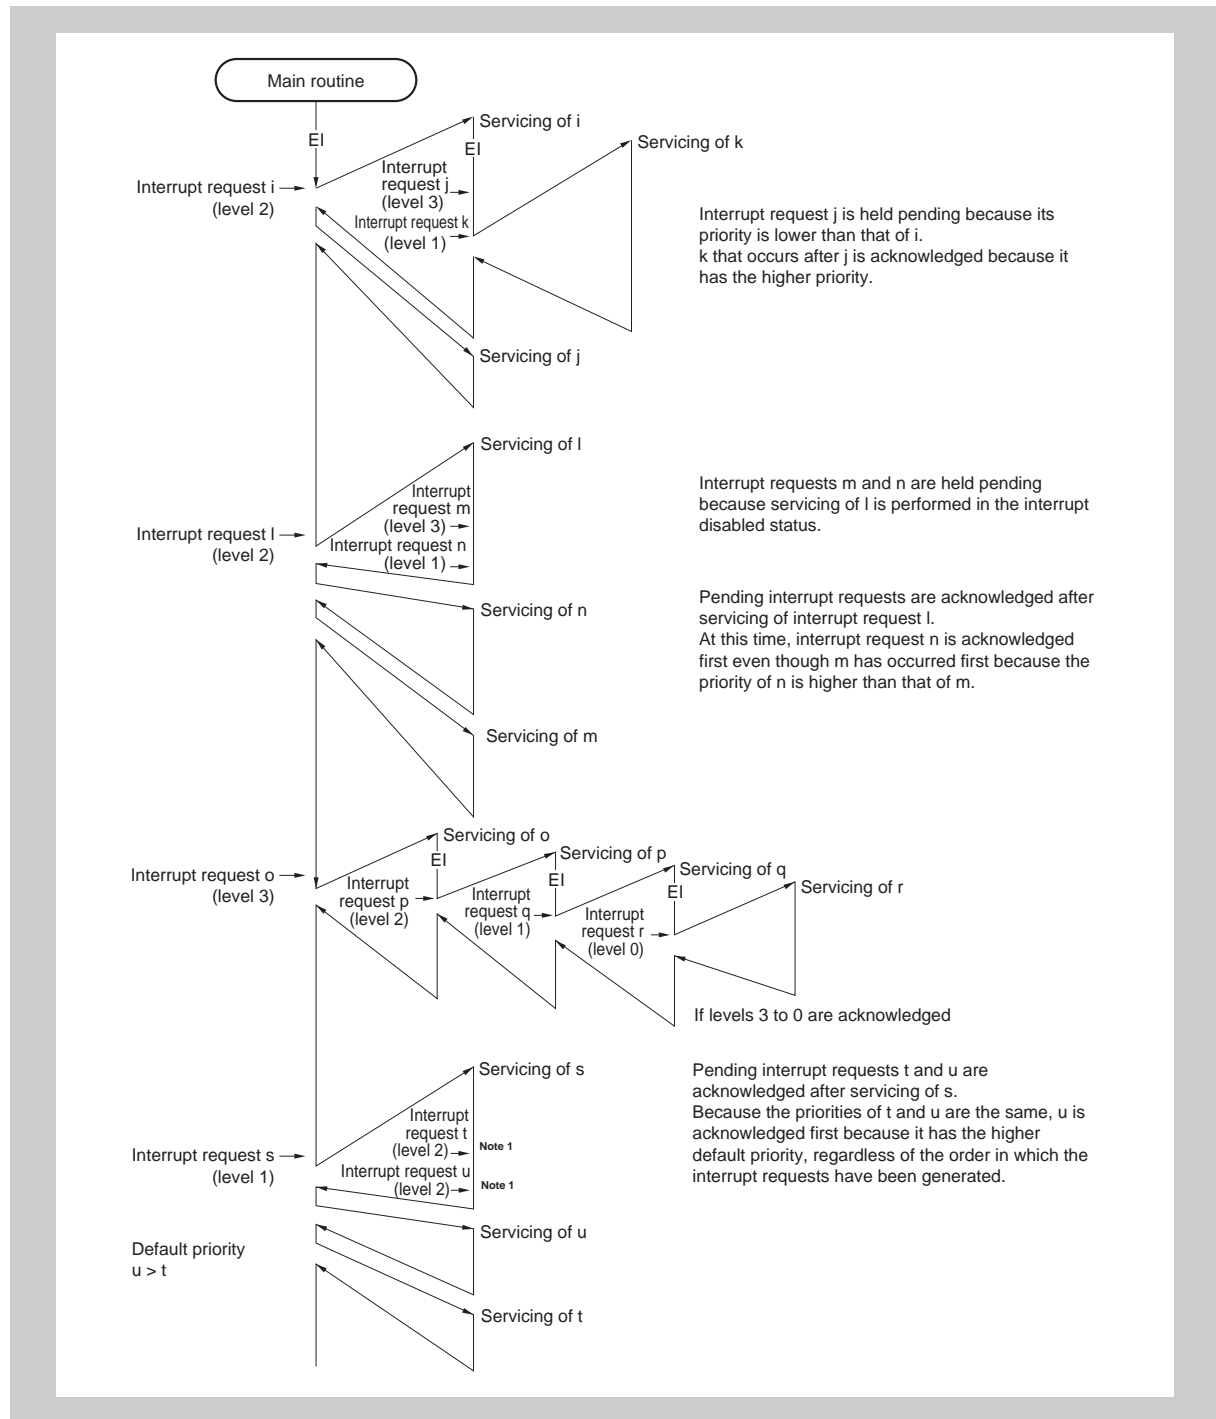 Main routine
EI
Servicing of i
EI
Servicing of k
Interrupt
request j
(level 3)
Interrupt request i
(level 2)
Interrupt request k
(level 1)
Interrupt request j is held pending because its
priority is lower than that of i.
k that occurs after j is acknowledged because it
has the higher priority.
Servicing of j
Servicing of l
Interrupt
request m
(level 3)
Interrupt request l
(level 2)
Interrupt request n
(level 1)
Interrupt requests m and n are held pending
because servicing of l is performed in the interrupt
disabled status.
Servicing of n
Pending interrupt requests are acknowledged after
servicing of interrupt request l.
At this time, interrupt request n is acknowledged
first even though m has occurred first because the
priority of n is higher than that of m.
Servicing of m
Servicing of o
EI
Servicing of p
EI
Servicing of q
EI
Servicing of r
Interrupt request o
(level 3)
Interrupt
request p
(level 2)
Interrupt
request q
(level 1)
Interrupt
request r
(level 0)
If levels 3 to 0 are acknowledged
Servicing of s
Interrupt
request t
(level 2)
Note 1
Interrupt request s
(level 1)
Interrupt request u
(level 2)
Note 1
Pending interrupt requests t and u are
acknowledged after servicing of s.
Because the priorities of t and u are the same, u is
acknowledged first because it has the higher
default priority, regardless of the order in which the
interrupt requests have been generated.
Servicing of u
Default priority
u > t
Servicing of t